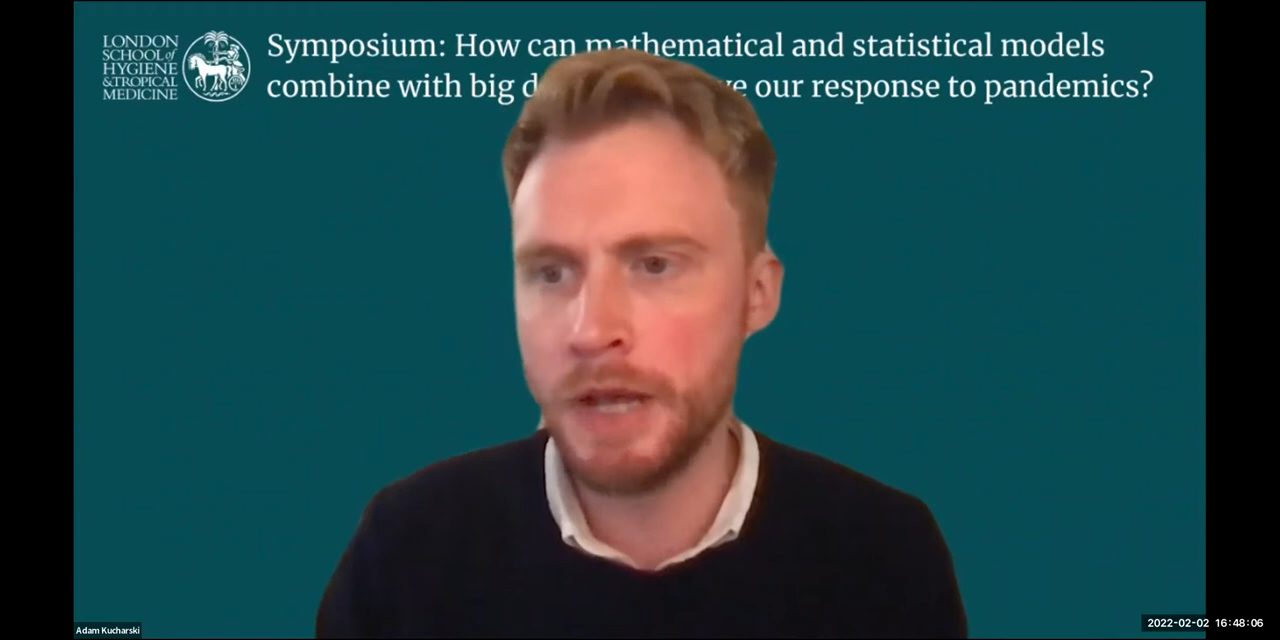 LONDON
SCHOOL of
HYGIENE
& TROPICAL
MEDICINE
Symposium: How can mathematical and statistical models
combine with big our response to pandemics?
Adam Kucharski
2022-02-02 16:48:06